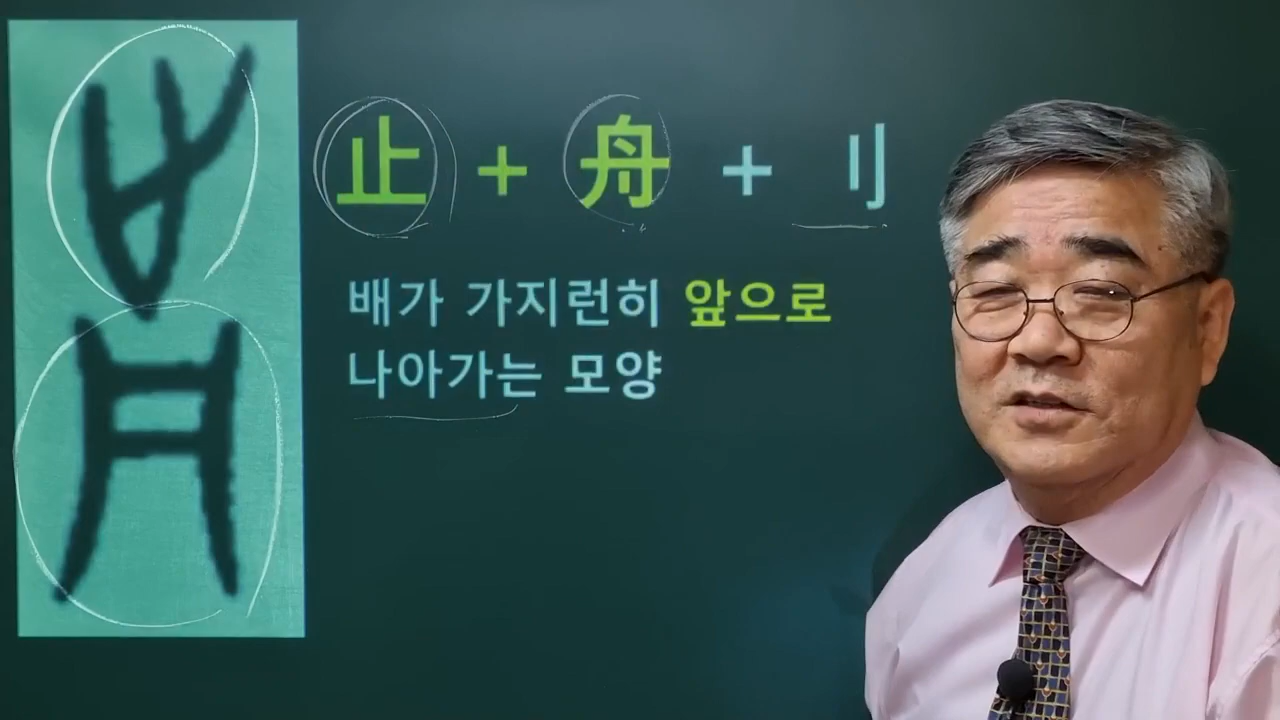 止 + 舟 + 刂
배가 가지런히 앞으로
나아가는 모양